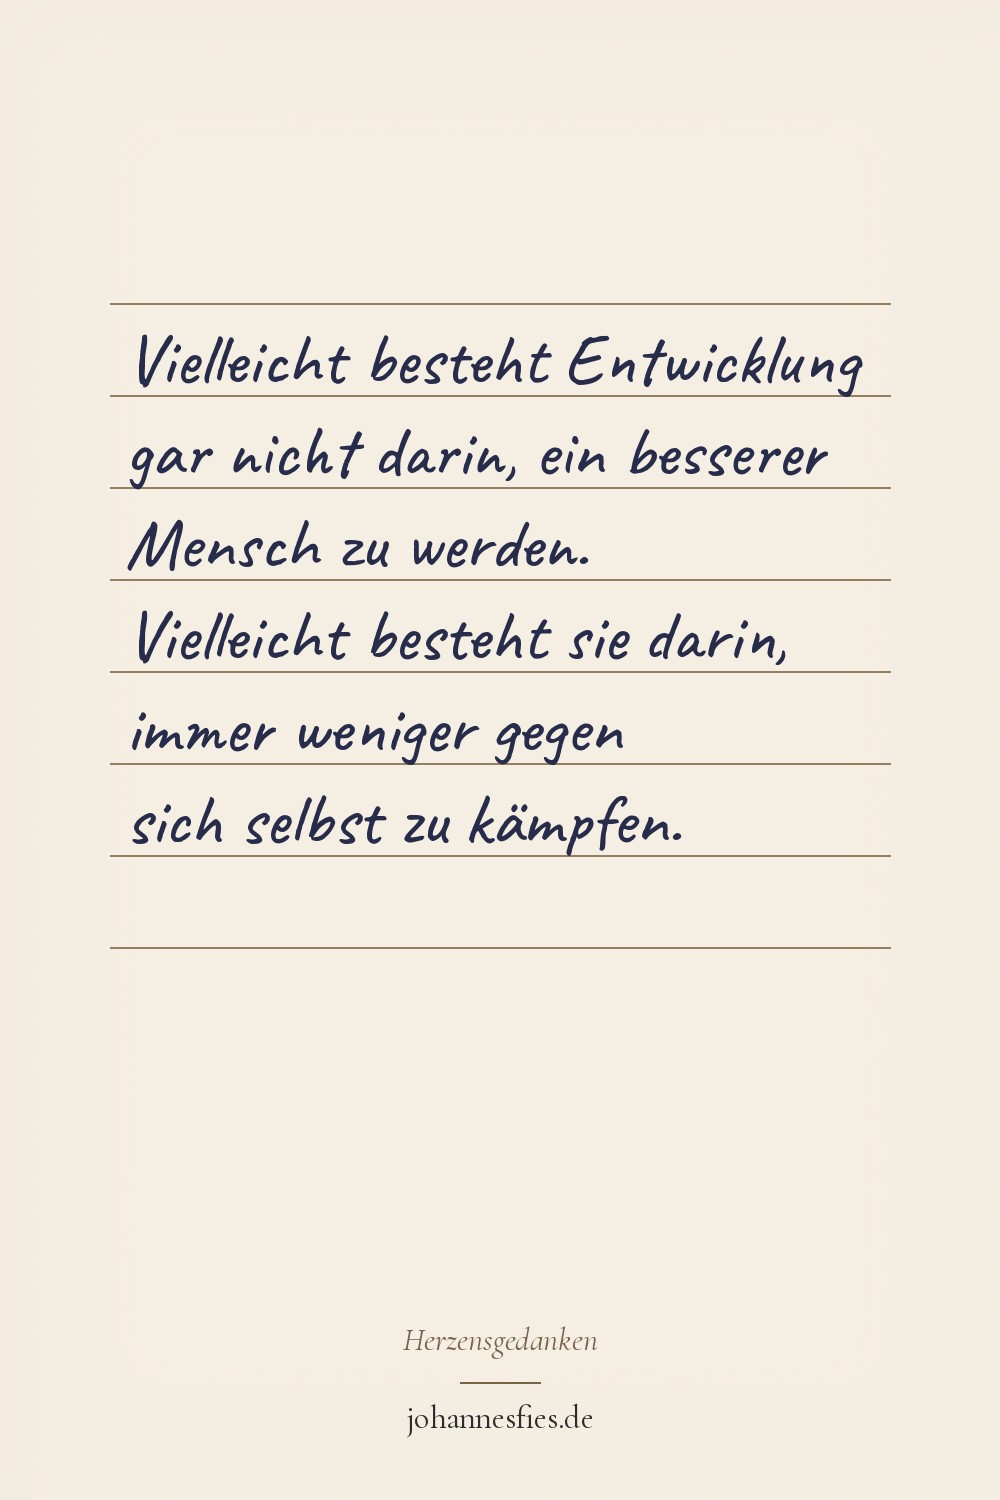 Vielleicht besteht Entwicklung
gar nicht darin, ein besserer
Mensch zu werden.
Vielleicht besteht sie darin,
immer weniger gegen
sich selbst zu kämpfen.
Herzensgedanken
johannesfies.de